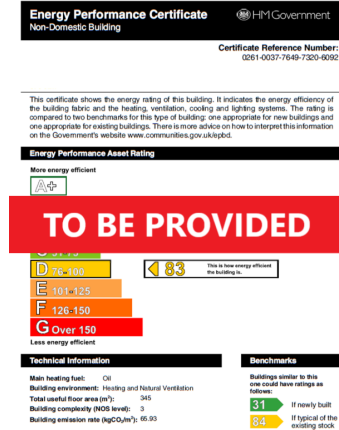 Energy Performance Certificate
Non-Domestic Building
HM Government
Certificate Reference Number:
0261-0037-7649-7320-6092
This certificate shows the energy rating of this building. It indicates the energy efficiency of
the building fabric and the heating, ventilation, cooling and lighting systems. The rating is
compared to two benchmarks for this type of building: one appropriate for new buildings and
one appropriate for existing buildings. There is more advice on how to interpret this information
on the Government's website www.communities.gov.uk/epbd.
Energy Performance Asset Rating
More energy efficient
A+
TO BE PROVIDED
D 76-100
83
This is how energy efficient
the building is.
E 101-125
F 126-150
G Over 150
Less energy efficient
Technical Information
Main heating fuel: Oil
Building environment: Heating and Natural Ventilation
Total useful floor area (m²): 345
Building complexity (NOS level): 3
Building emission rate (kgCO₂/m²): 65.93
Benchmarks
Buildings similar to this
one could have ratings as
follows:
31 If newly built
84 If typical of the
existing stock